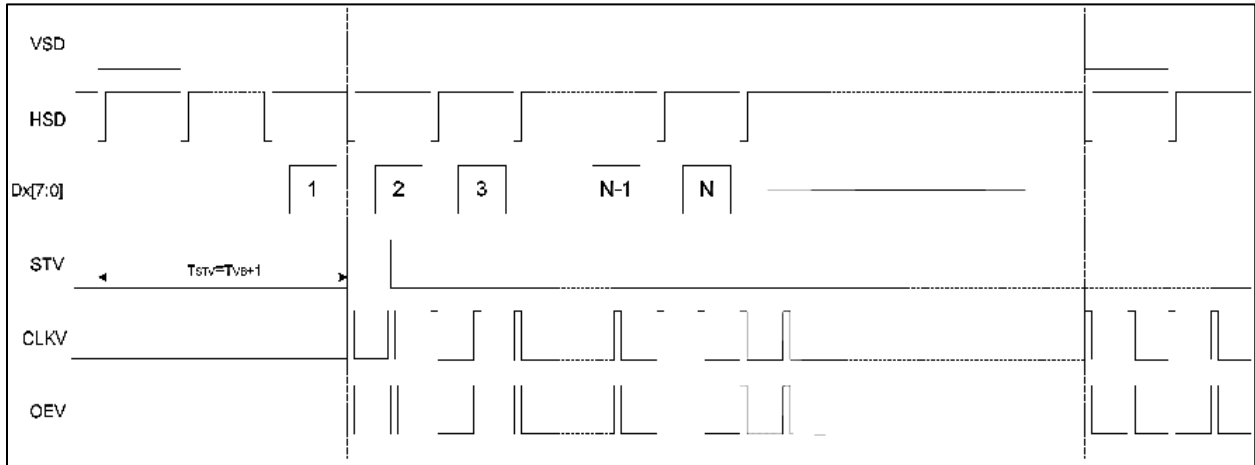 VSD
HSD
Dx[7:0]
1 2 3 N-1 N
STV
TSTV=TVB+1
CLKV
OEV